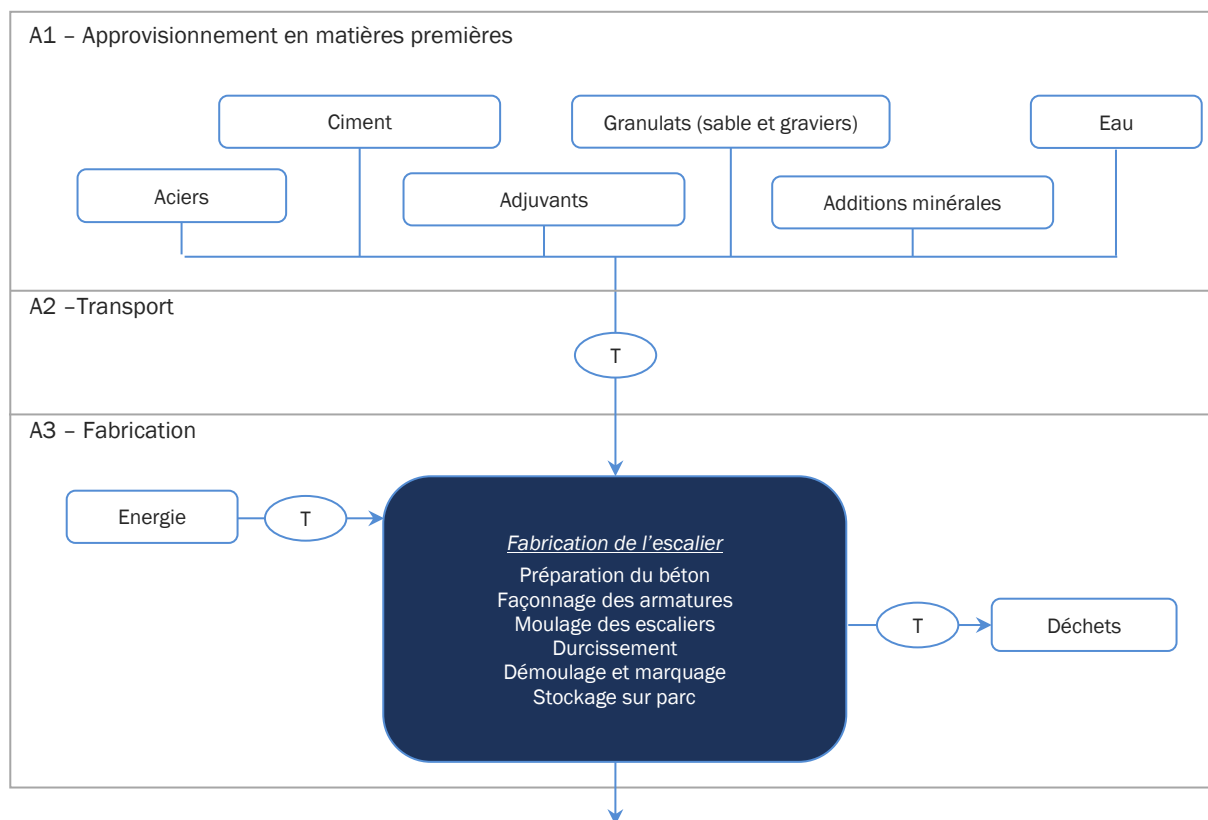 A1 – Approvisionnement en matières premières
Ciment
Granulats (sable et graviers)
Eau
Aciers
Adjuvants
Additions minérales
A2 –Transport
T
A3 – Fabrication
Energie
T
Fabrication de l’escalier
Préparation du béton
Façonnage des armatures
Moulage des escaliers
Durcissement
Démoulage et marquage
Stockage sur parc
T
Déchets